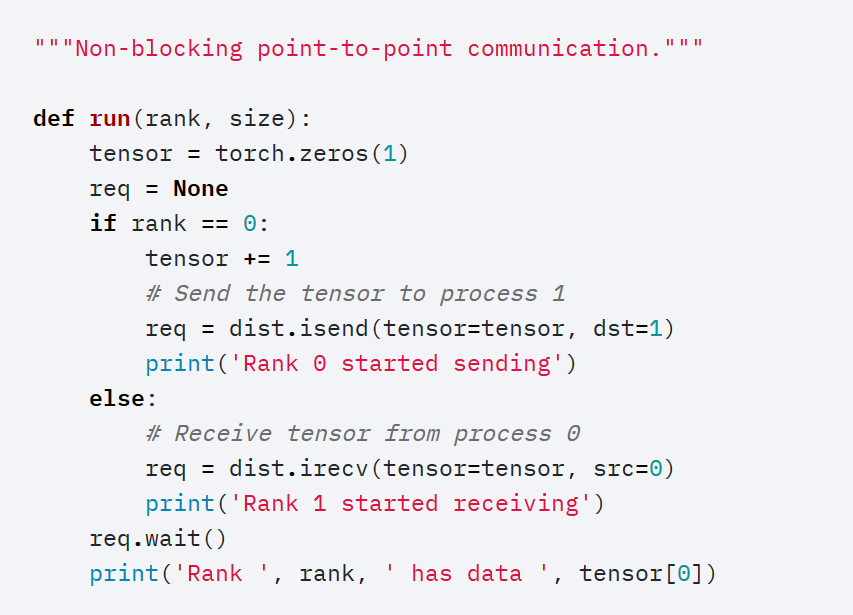 """Non-blocking point-to-point communication."""
def run(rank, size):
    tensor = torch.zeros(1)
    req = None
    if rank == 0:
        tensor += 1
        # Send the tensor to process 1
        req = dist.isend(tensor=tensor, dst=1)
        print('Rank 0 started sending')
    else:
        # Receive tensor from process 0
        req = dist.irecv(tensor=tensor, src=0)
        print('Rank 1 started receiving')
    req.wait()
    print('Rank ', rank, ' has data ', tensor[0])